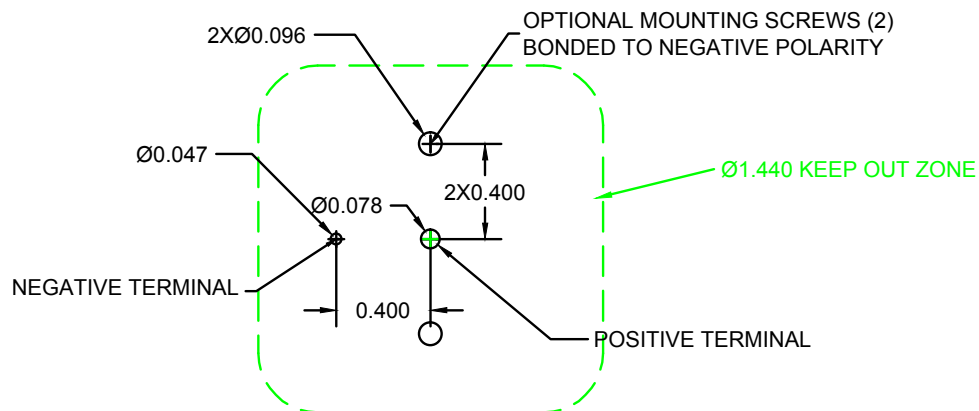 OPTIONAL MOUNTING SCREWS (2)
2XØ0.096
BONDED TO NEGATIVE POLARITY
Ø0.047
Ø1.440 KEEP OUT ZONE
2X0.400
Ø0.078
NEGATIVE TERMINAL
0.400
POSITIVE TERMINAL